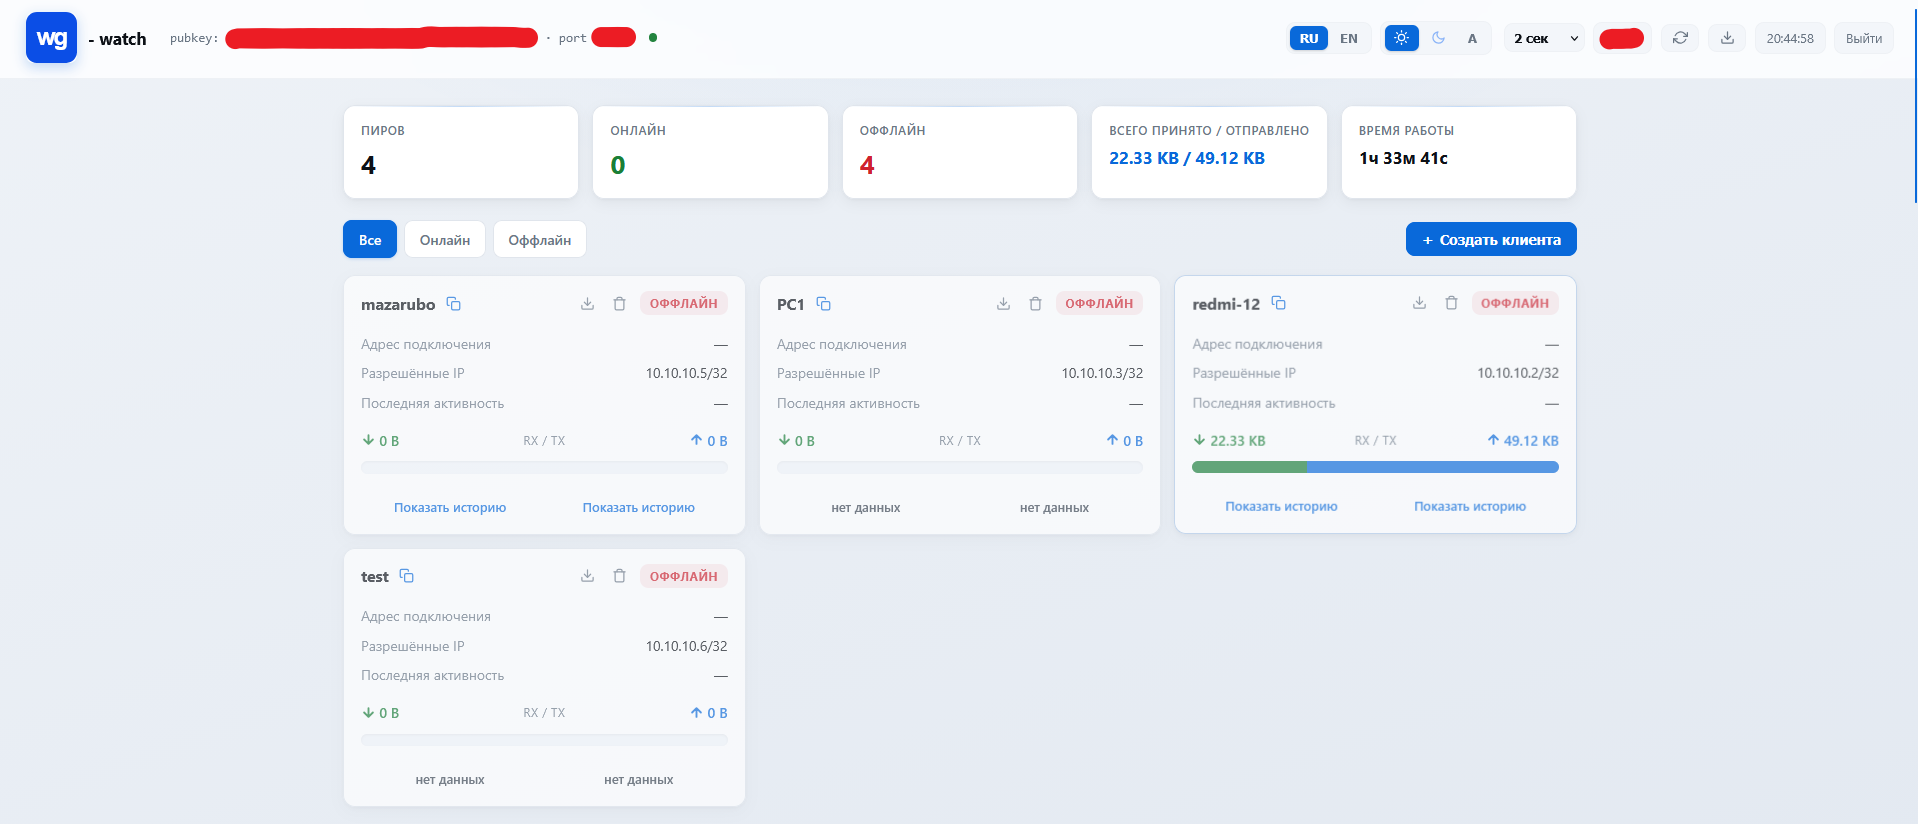 wg - watch pubkey: · port RU EN A 2 сек 20:44:58 Выйти
ПИРОВ
4
ОНЛАЙН
0
ОФФЛАЙН
4
ВСЕГО ПРИНЯТО / ОТПРАВЛЕНО
22.33 KB / 49.12 KB
ВРЕМЯ РАБОТЫ
1ч 33м 41с
Все Онлайн Оффлайн + Создать клиента
mazarubo ОФФЛАЙН
Адрес подключения —
Разрешённые IP 10.10.10.5/32
Последняя активность —
↓ 0 B RX / TX ↑ 0 B
Показать историю Показать историю
PC1 ОФФЛАЙН
Адрес подключения —
Разрешённые IP 10.10.10.3/32
Последняя активность —
↓ 0 B RX / TX ↑ 0 B
нет данных нет данных
redmi-12 ОФФЛАЙН
Адрес подключения —
Разрешённые IP 10.10.10.2/32
Последняя активность —
↓ 22.33 KB RX / TX ↑ 49.12 KB
Показать историю Показать историю
test ОФФЛАЙН
Адрес подключения —
Разрешённые IP 10.10.10.6/32
Последняя активность —
↓ 0 B RX / TX ↑ 0 B
нет данных нет данных